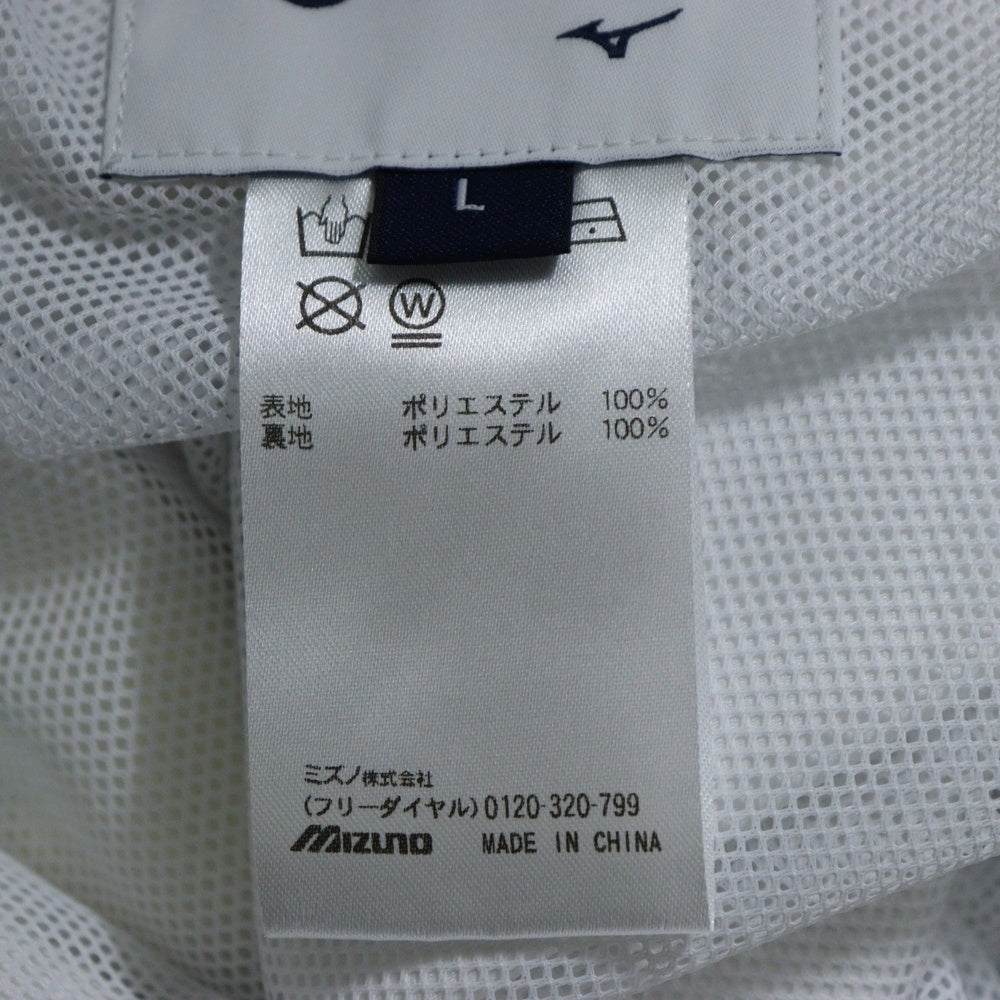 L
W
表地 ポリエステル 100%
裏地 ポリエステル 100%
ミズノ株式会社
(フリーダイヤル)0120-320-799
Mizuno MADE IN CHINA